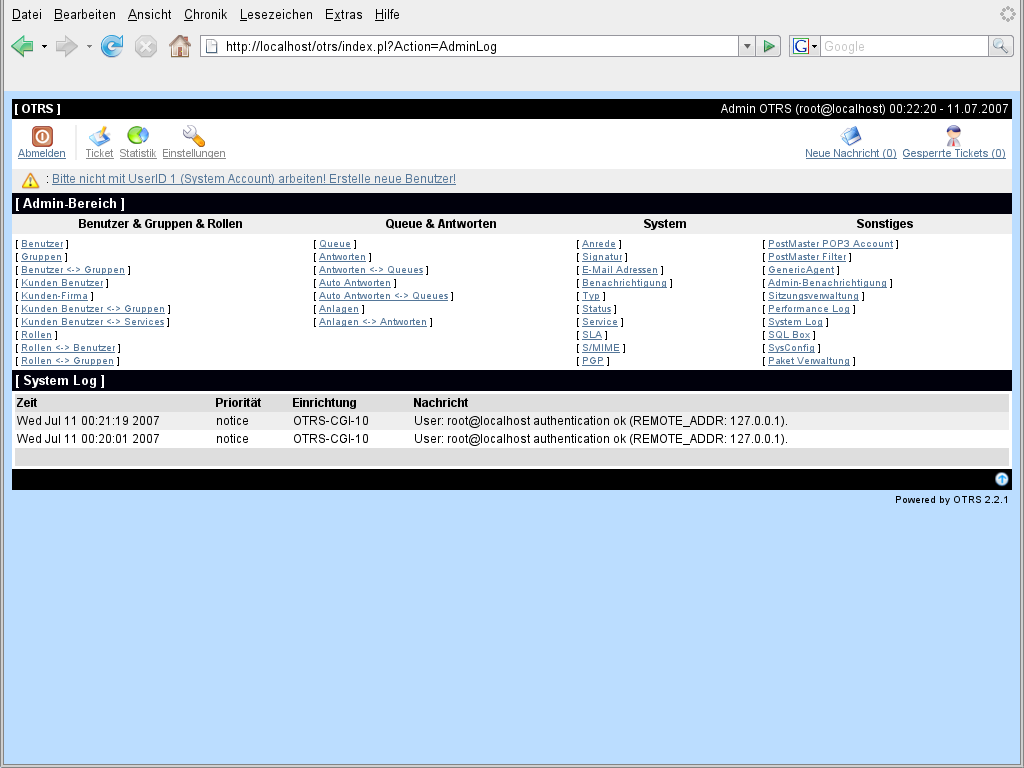 Datei Bearbeiten Ansicht Chronik Lesezeichen Extras Hilfe
http://localhost/otrs/index.pl?Action=AdminLog
G Google
[ OTRS ] Admin OTRS (root@localhost) 00:22:20 - 11.07.2007
Abmelden Ticket Statistik Einstellungen Neue Nachricht (0) Gesperrte Tickets (0)
: Bitte nicht mit UserID 1 (System Account) arbeiten! Erstelle neue Benutzer!
[ Admin-Bereich ]
Benutzer & Gruppen & Rollen Queue & Antworten System Sonstiges
[ Benutzer ] [ Queue ] [ Anrede ] [ PostMaster POP3 Account ]
[ Gruppen ] [ Antworten ] [ Signatur ] [ PostMaster Filter ]
[ Benutzer <-> Gruppen ] [ Antworten <-> Queues ] [ E-Mail Adressen ] [ GenericAgent ]
[ Kunden Benutzer ] [ Auto Antworten ] [ Benachrichtigung ] [ Admin-Benachrichtigung ]
[ Kunden-Firma ] [ Auto Antworten <-> Queues ] [ Typ ] [ Sitzungsverwaltung ]
[ Kunden Benutzer <-> Gruppen ] [ Anlagen ] [ Status ] [ Performance Log ]
[ Kunden Benutzer <-> Services ] [ Anlagen <-> Antworten ] [ Service ] [ System Log ]
[ Rollen ] [ SLA ] [ SQL Box ]
[ Rollen <-> Benutzer ] [ S/MIME ] [ SysConfig ]
[ Rollen <-> Gruppen ] [ PGP ] [ Paket Verwaltung ]
[ System Log ]
Zeit Priorität Einrichtung Nachricht
Wed Jul 11 00:21:19 2007 notice OTRS-CGI-10 User: root@localhost authentication ok (REMOTE_ADDR: 127.0.0.1).
Wed Jul 11 00:20:01 2007 notice OTRS-CGI-10 User: root@localhost authentication ok (REMOTE_ADDR: 127.0.0.1).
Powered by OTRS 2.2.1